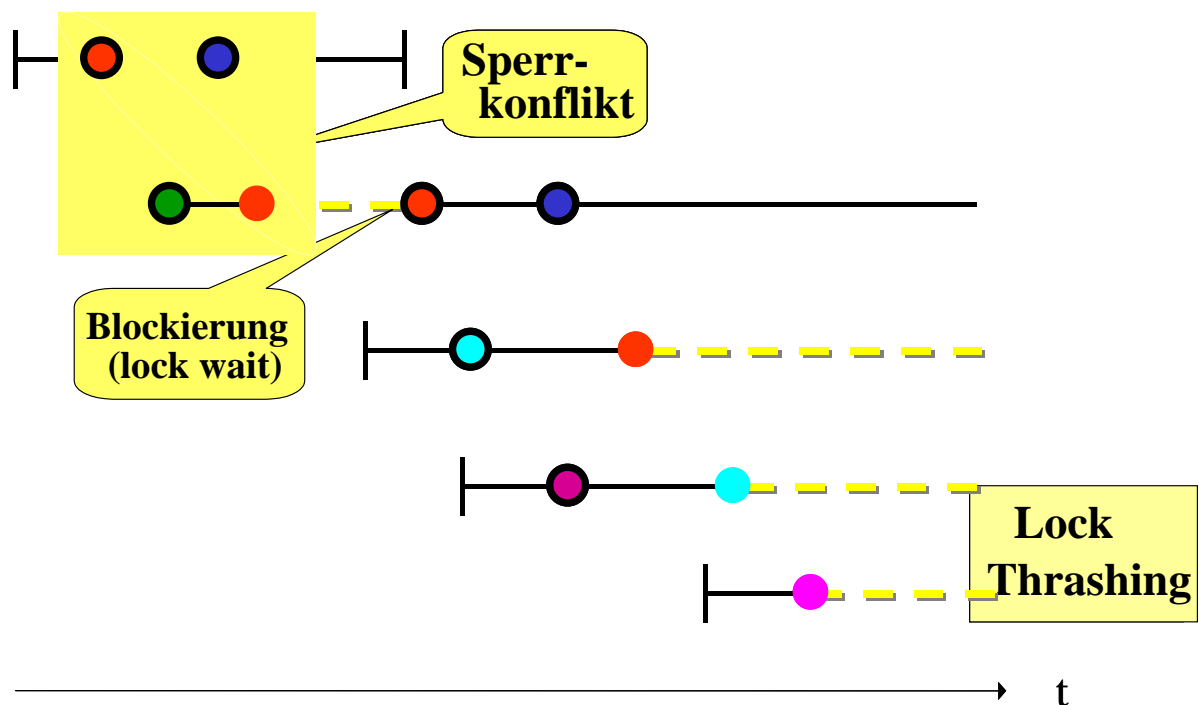 Sperr-
konflikt
Blockierung
(lock wait)
Lock
Thrashing
t